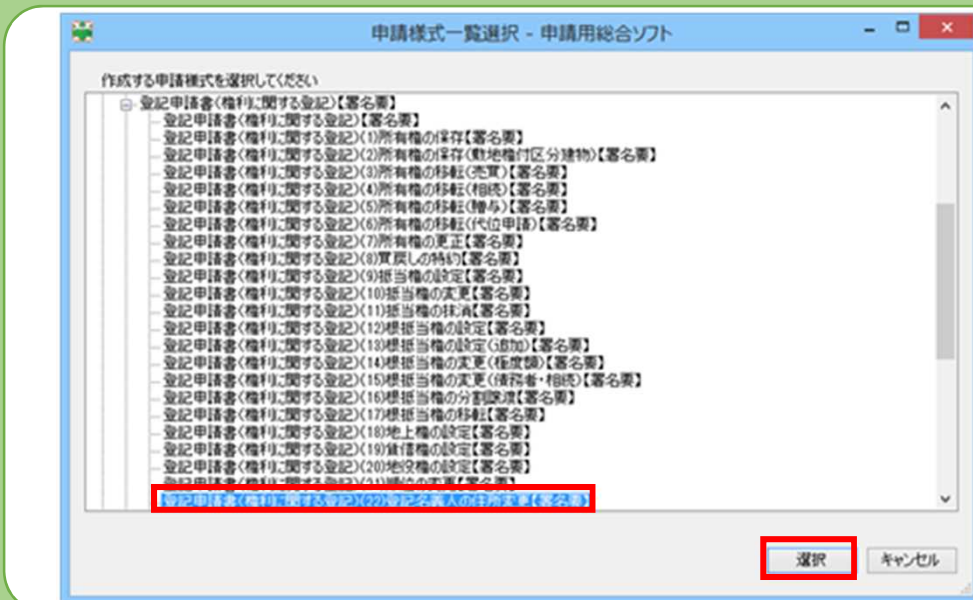 申請様式一覧選択 - 申請用総合ソフト
作成する申請様式を選択してください
登記申請書(権利に関する登記)【署名要】
登記申請書(権利に関する登記)【署名要】
登記申請書(権利に関する登記)(1)所有権の保存【署名要】
登記申請書(権利に関する登記)(2)所有権の保存(敷地権付区分建物)【署名要】
登記申請書(権利に関する登記)(3)所有権の移転(売買)【署名要】
登記申請書(権利に関する登記)(4)所有権の移転(相続)【署名要】
登記申請書(権利に関する登記)(5)所有権の移転(贈与)【署名要】
登記申請書(権利に関する登記)(6)所有権の移転(代位申請)【署名要】
登記申請書(権利に関する登記)(7)所有権の更正【署名要】
登記申請書(権利に関する登記)(8)買戻しの特約【署名要】
登記申請書(権利に関する登記)(9)抵当権の設定【署名要】
登記申請書(権利に関する登記)(10)抵当権の変更【署名要】
登記申請書(権利に関する登記)(11)抵当権の抹消【署名要】
登記申請書(権利に関する登記)(12)根抵当権の設定【署名要】
登記申請書(権利に関する登記)(13)根抵当権の設定(追加)【署名要】
登記申請書(権利に関する登記)(14)根抵当権の変更(極度額)【署名要】
登記申請書(権利に関する登記)(15)根抵当権の変更(債務者・相続)【署名要】
登記申請書(権利に関する登記)(16)根抵当権の分割譲渡【署名要】
登記申請書(権利に関する登記)(17)根抵当権の移転【署名要】
登記申請書(権利に関する登記)(18)地上権の設定【署名要】
登記申請書(権利に関する登記)(19)賃借権の設定【署名要】
登記申請書(権利に関する登記)(20)地役権の設定【署名要】
登記申請書(権利に関する登記)(21)順位の変更【署名要】
登記申請書(権利に関する登記)(22)登記名義人の住所変更【署名要】
選択
キャンセル